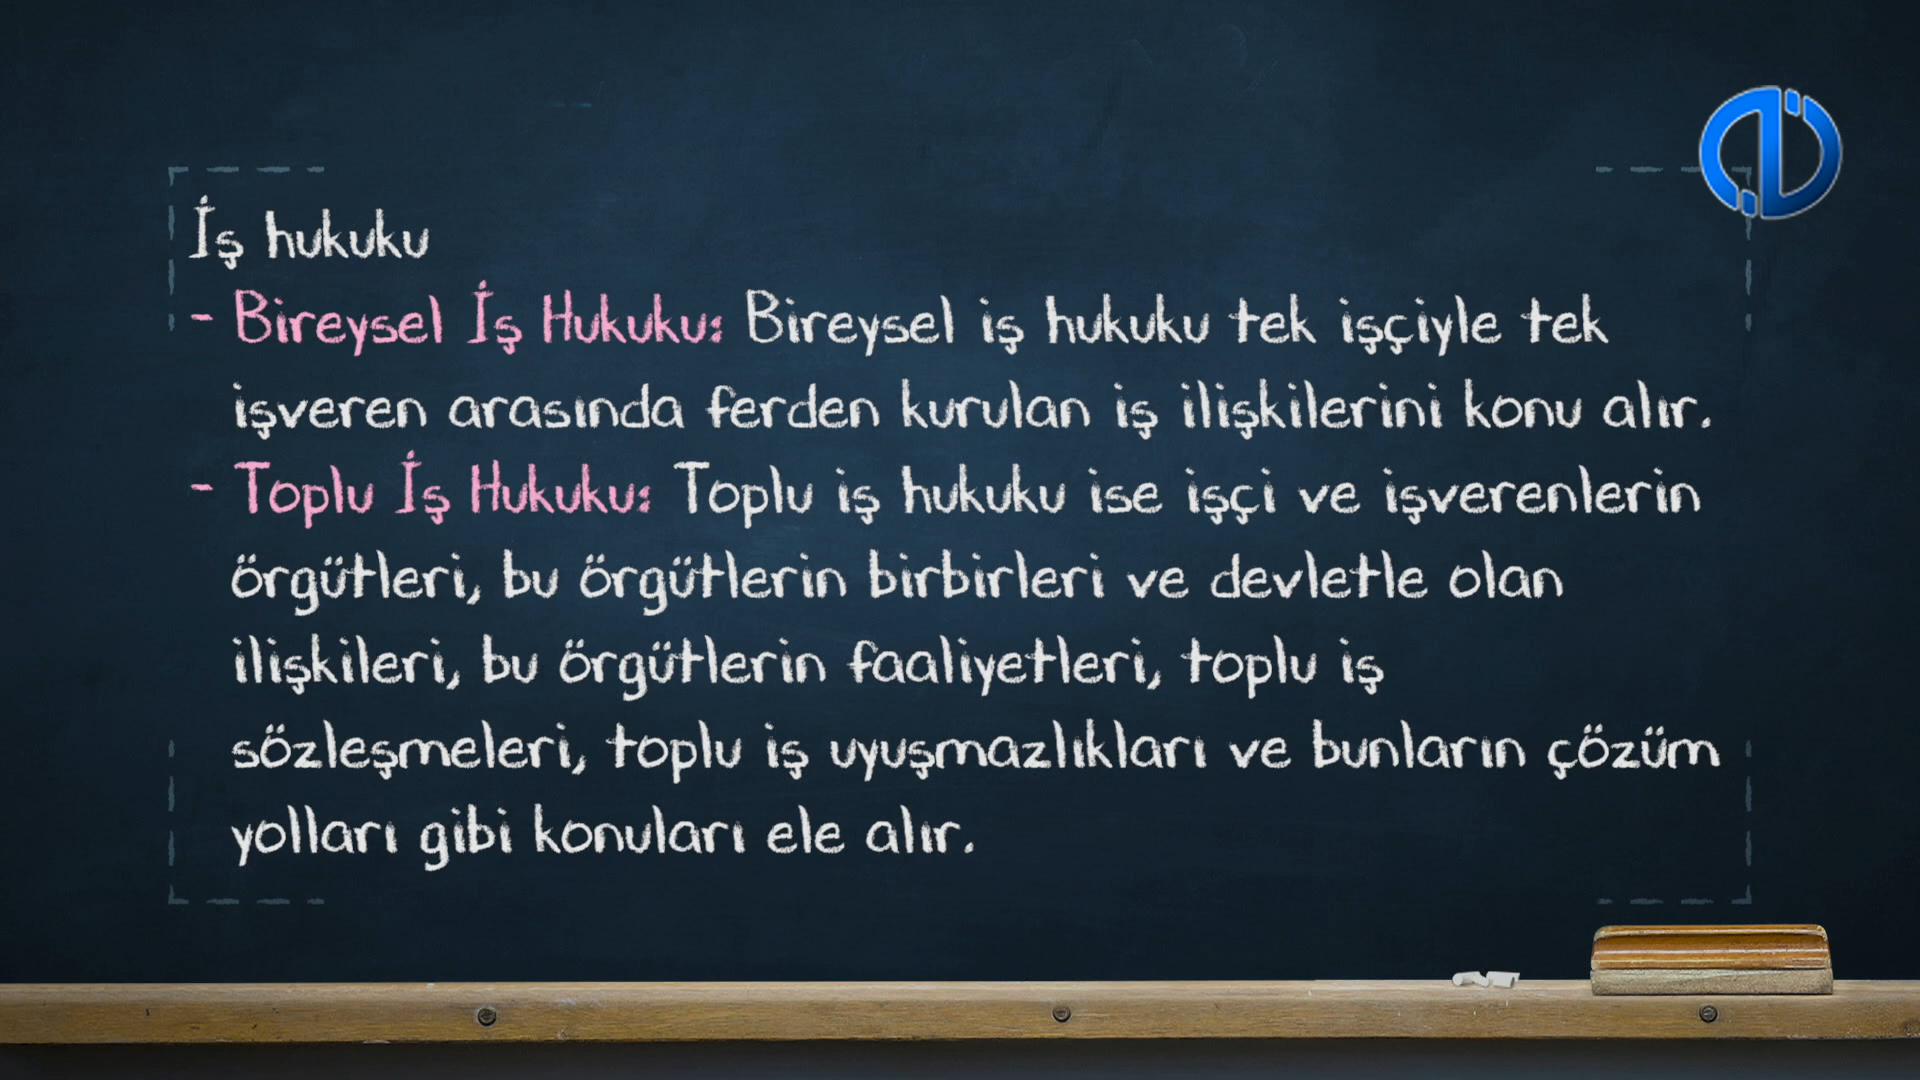 İş hukuku
- Bireysel İş Hukuku: Bireysel iş hukuku tek işçiyle tek
işveren arasında ferden kurulan iş ilişkilerini konu alır.
- Toplu İş Hukuku: Toplu iş hukuku ise işçi ve işverenlerin
örgütleri, bu örgütlerin birbirleri ve devletle olan
ilişkileri, bu örgütlerin faaliyetleri, toplu iş
sözleşmeleri, toplu iş uyuşmazlıkları ve bunların çözüm
yolları gibi konuları ele alır.